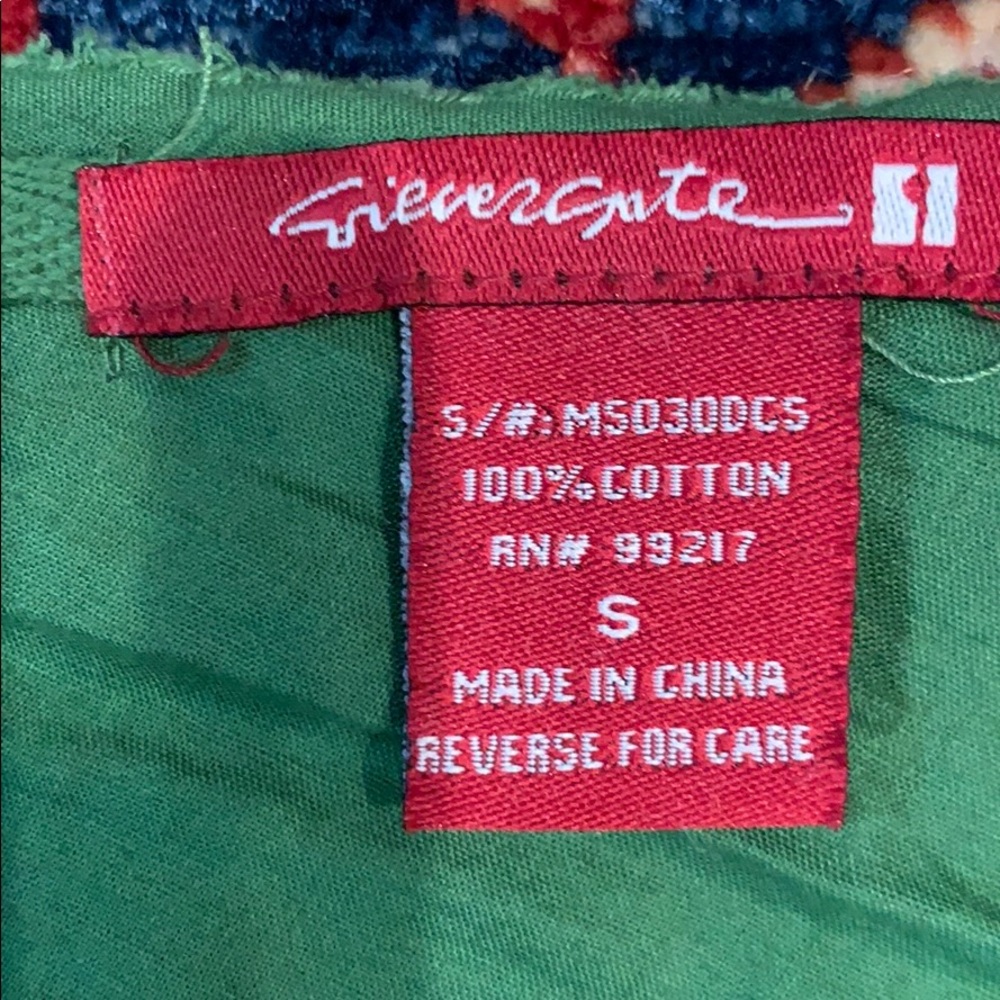 S/#:MS030DCS
100%COTTON
RN# 99217
S
MADE IN CHINA
REVERSE FOR CARE